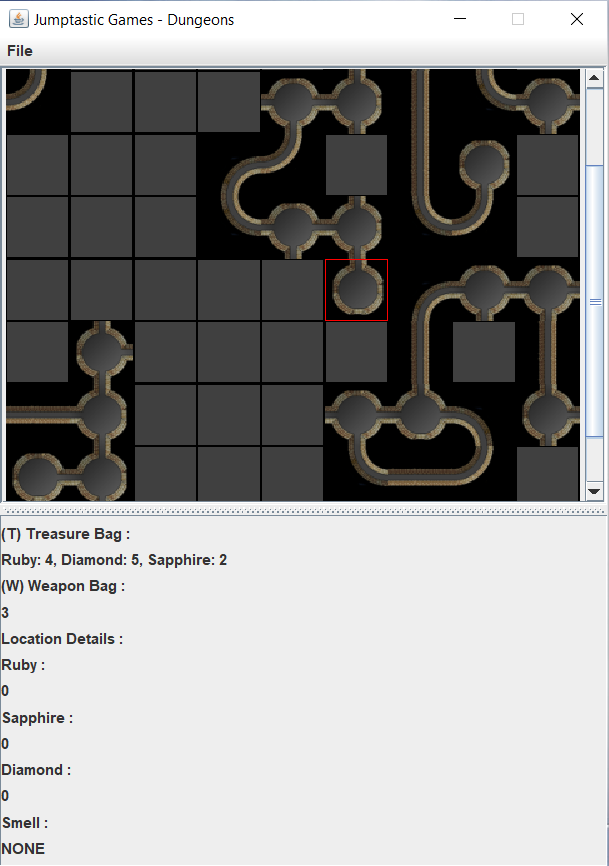 Jumptastic Games - Dungeons
File
(T) Treasure Bag :
Ruby: 4, Diamond: 5, Sapphire: 2
(W) Weapon Bag :
3
Location Details :
Ruby :
0
Sapphire :
0
Diamond :
0
Smell :
NONE